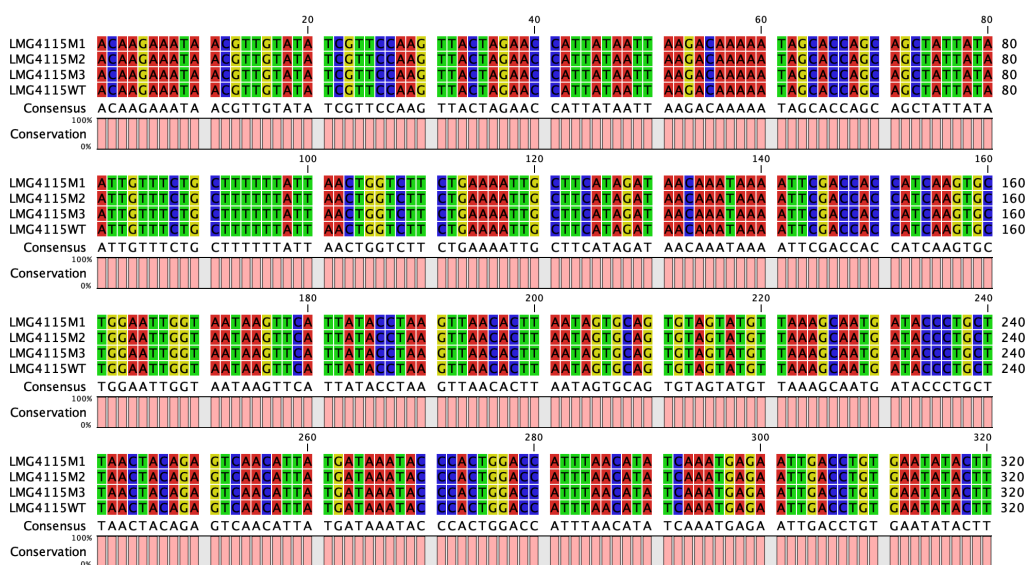 20 40 60 80
LMG4115M1 ACAAGAAATA ACGTTGTATA TCGTTCCAAG TTACTAGAAC CATTATAATT AAGACAAAAA TAGCACCAGC AGCTATTATA 80
LMG4115M2 ACAAGAAATA ACGTTGTATA TCGTTCCAAG TTACTAGAAC CATTATAATT AAGACAAAAA TAGCACCAGC AGCTATTATA 80
LMG4115M3 ACAAGAAATA ACGTTGTATA TCGTTCCAAG TTACTAGAAC CATTATAATT AAGACAAAAA TAGCACCAGC AGCTATTATA 80
LMG4115WT ACAAGAAATA ACGTTGTATA TCGTTCCAAG TTACTAGAAC CATTATAATT AAGACAAAAA TAGCACCAGC AGCTATTATA 80
Consensus ACAAGAAATA ACGTTGTATA TCGTTCCAAG TTACTAGAAC CATTATAATT AAGACAAAAA TAGCACCAGC AGCTATTATA
100%
Conservation
0%
100 120 140 160
LMG4115M1 ATTGTTTCTG CTTTTTTATT AACTGGTCTT CTGAAAATTG CTTCATAGAT AACAAATAAA ATTCGACCAC CATCAAGTGC 160
LMG4115M2 ATTGTTTCTG CTTTTTTATT AACTGGTCTT CTGAAAATTG CTTCATAGAT AACAAATAAA ATTCGACCAC CATCAAGTGC 160
LMG4115M3 ATTGTTTCTG CTTTTTTATT AACTGGTCTT CTGAAAATTG CTTCATAGAT AACAAATAAA ATTCGACCAC CATCAAGTGC 160
LMG4115WT ATTGTTTCTG CTTTTTTATT AACTGGTCTT CTGAAAATTG CTTCATAGAT AACAAATAAA ATTCGACCAC CATCAAGTGC 160
Consensus ATTGTTTCTG CTTTTTTATT AACTGGTCTT CTGAAAATTG CTTCATAGAT AACAAATAAA ATTCGACCAC CATCAAGTGC
100%
Conservation
0%
180 200 220 240
LMG4115M1 TGGAATTGGT AATAAGTTCA TTATACCTAA GTTAACACTT AATAGTGCAG TGTAGTATGT TAAAGCAATG ATACCCTGCT 240
LMG4115M2 TGGAATTGGT AATAAGTTCA TTATACCTAA GTTAACACTT AATAGTGCAG TGTAGTATGT TAAAGCAATG ATACCCTGCT 240
LMG4115M3 TGGAATTGGT AATAAGTTCA TTATACCTAA GTTAACACTT AATAGTGCAG TGTAGTATGT TAAAGCAATG ATACCCTGCT 240
LMG4115WT TGGAATTGGT AATAAGTTCA TTATACCTAA GTTAACACTT AATAGTGCAG TGTAGTATGT TAAAGCAATG ATACCCTGCT 240
Consensus TGGAATTGGT AATAAGTTCA TTATACCTAA GTTAACACTT AATAGTGCAG TGTAGTATGT TAAAGCAATG ATACCCTGCT
100%
Conservation
0%
260 280 300 320
LMG4115M1 TAACTACAGA GTCAACATTA TGATAAATAC CCACTGGACC ATTTAACATA TCAAATGAGA ATTGACCTGT GAATATACTT 320
LMG4115M2 TAACTACAGA GTCAACATTA TGATAAATAC CCACTGGACC ATTTAACATA TCAAATGAGA ATTGACCTGT GAATATACTT 320
LMG4115M3 TAACTACAGA GTCAACATTA TGATAAATAC CCACTGGACC ATTTAACATA TCAAATGAGA ATTGACCTGT GAATATACTT 320
LMG4115WT TAACTACAGA GTCAACATTA TGATAAATAC CCACTGGACC ATTTAACATA TCAAATGAGA ATTGACCTGT GAATATACTT 320
Consensus TAACTACAGA GTCAACATTA TGATAAATAC CCACTGGACC ATTTAACATA TCAAATGAGA ATTGACCTGT GAATATACTT
100%
Conservation
0%